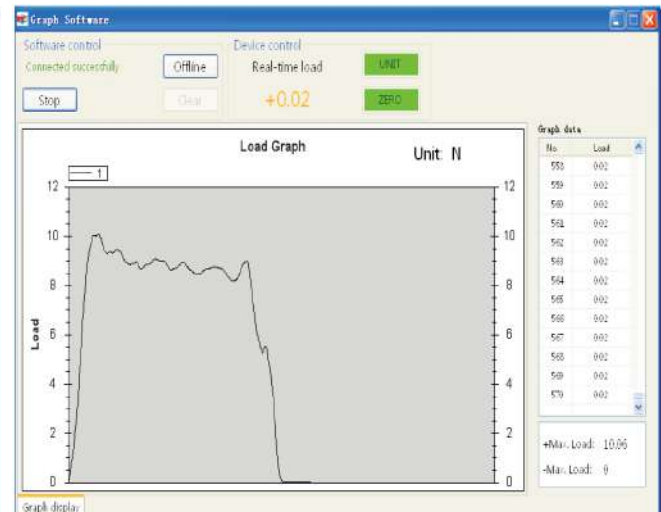 Graph Software
Software control
Connected successfully
Offline
Stop
Clear
Device control
Real-time load
UNIT
+0.02
ZERO
Load Graph
Unit: N
1
12
10
8
6
4
2
0
Load
12
10
8
6
4
2
0
Graph data
No. Load
558 0.02
559 0.02
560 0.02
561 0.02
562 0.02
563 0.02
564 0.02
565 0.02
566 0.02
567 0.02
568 0.02
569 0.02
570 0.02
+Max. Load: 10.06
-Max. Load: 0
Graph display